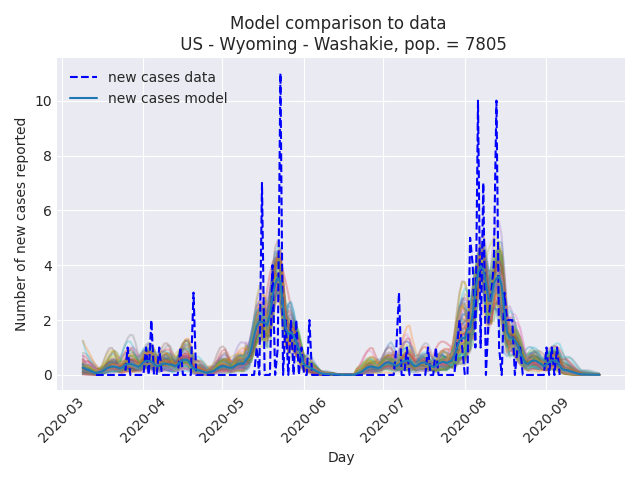 Model comparison to data
US - Wyoming - Washakie, pop. = 7805
new cases data
new cases model
Number of new cases reported
10
8
6
4
2
0
2020-03
2020-04
2020-05
2020-06
2020-07
2020-08
2020-09
Day